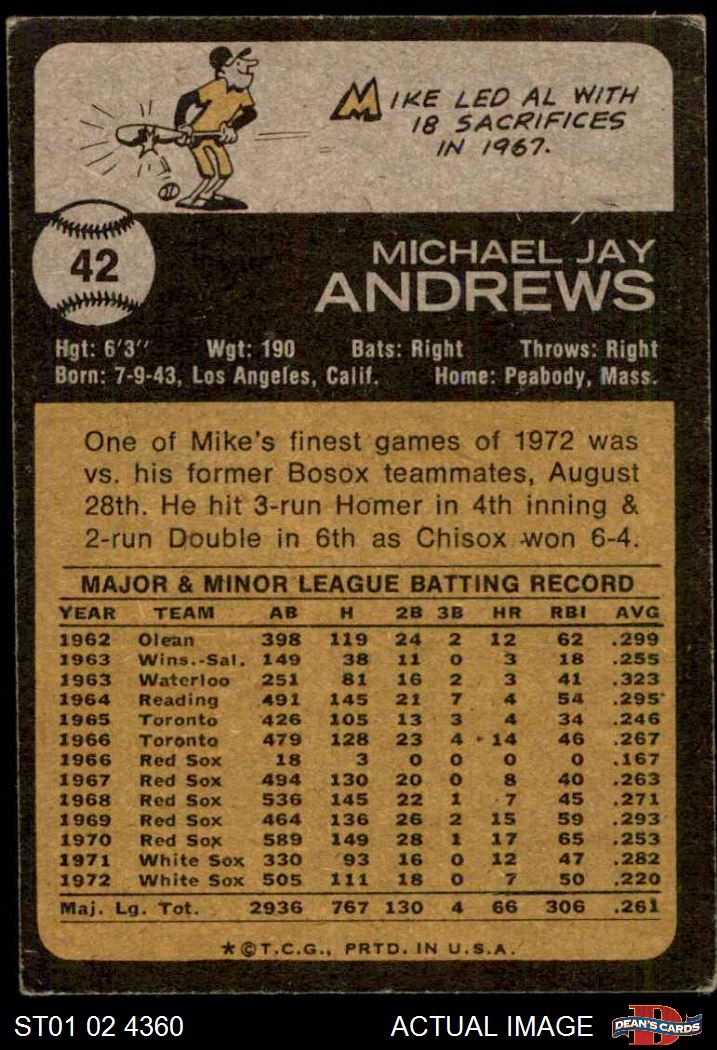 MIKE LED AL WITH
18 SACRIFICES
IN 1967.
42
MICHAEL JAY
ANDREWS
Hgt: 6'3" Wgt: 190 Bats: Right Throws: Right
Born: 7-9-43, Los Angeles, Calif. Home: Peabody, Mass.
One of Mike's finest games of 1972 was
vs. his former Bosox teammates, August
28th. He hit 3-run Homer in 4th inning &
2-run Double in 6th as Chisox won 6-4.
MAJOR & MINOR LEAGUE BATTING RECORD
YEAR TEAM AB H 2B 3B HR RBI AVG
1962 Olean 398 119 24 2 12 62 .299
1963 Wins.-Sal. 149 38 11 0 3 18 .255
1963 Waterloo 251 81 16 2 3 41 .323
1964 Reading 491 145 21 7 4 54 .295
1965 Toronto 426 105 13 3 4 34 .246
1966 Toronto 479 128 23 4 14 46 .267
1966 Red Sox 18 3 0 0 0 0 .167
1967 Red Sox 494 130 20 0 8 40 .263
1968 Red Sox 536 145 22 1 7 45 .271
1969 Red Sox 464 136 26 2 15 59 .293
1970 Red Sox 589 149 28 1 17 65 .253
1971 White Sox 330 93 16 0 12 47 .282
1972 White Sox 505 111 18 0 7 50 .220
Maj. Lg. Tot. 2936 767 130 4 66 306 .261
★©T.C.G., PRTD. IN U.S.A.
ST01 02 4360 ACTUAL IMAGE D DEAN'S CARDS